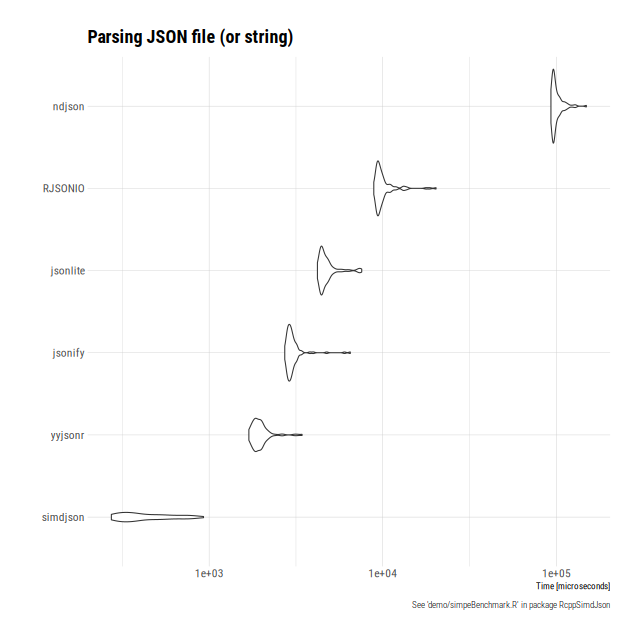 Parsing JSON file (or string)
ndjson
RJSONIO
jsonlite
jsonify
yyjsonr
simdjson
1e+03 1e+04 1e+05
Time [microseconds]
See 'demo/simpeBenchmark.R' in package RcppSimdJson